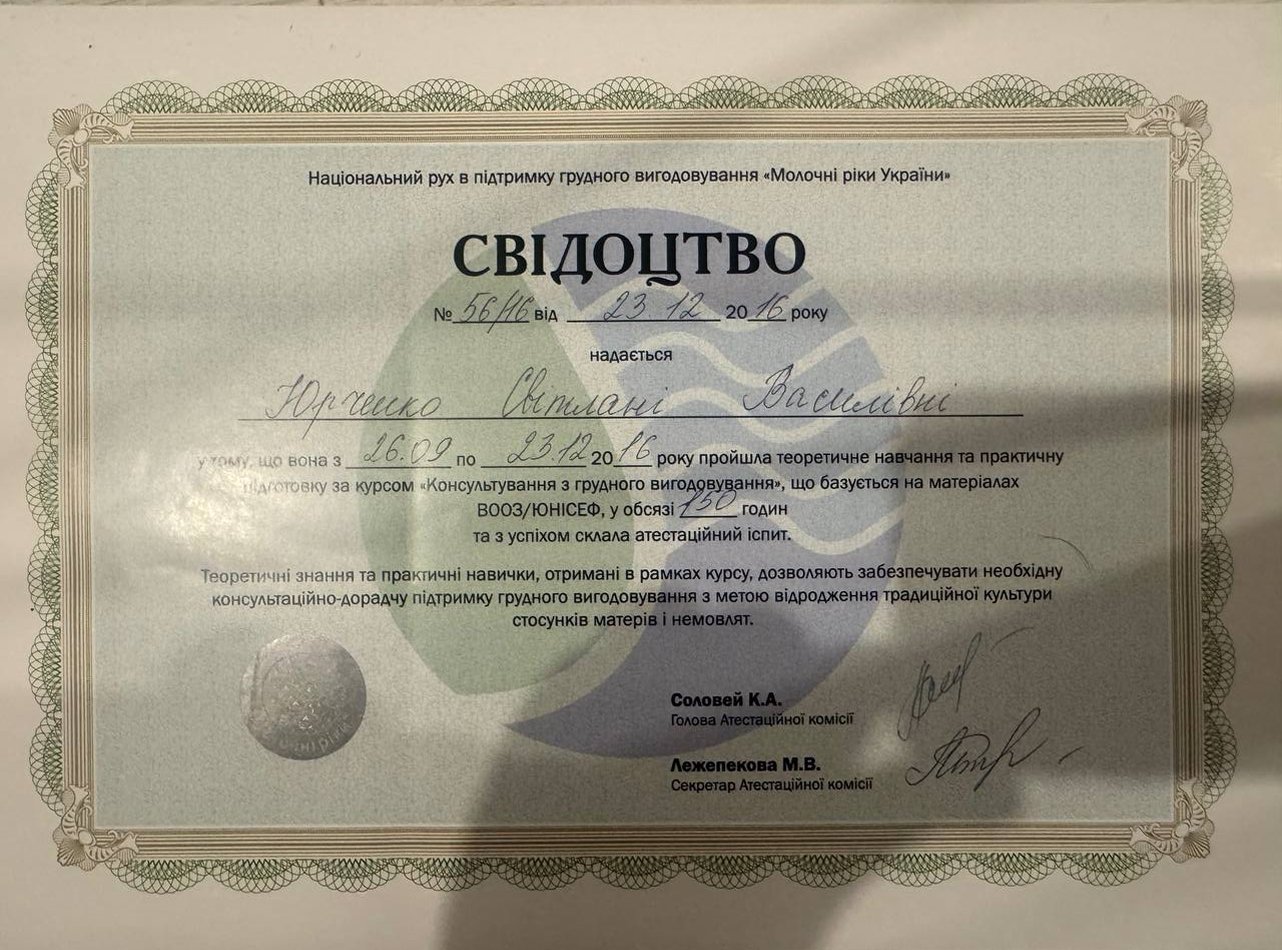 Національний рух в підтримку грудного вигодовування «Молочні ріки України»
СВІДОЦТВО
№ 56/16 від 23.12 2016 року
надається
Юрченко Світлані Василівні
у тому, що вона з 26.09 по 23.12 2016 року пройшла теоретичне навчання та практичну
підготовку за курсом «Консультування з грудного вигодовування», що базується на матеріалах
ВООЗ/ЮНІСЕФ, у обсязі 150 годин
та з успіхом склала атестаційний іспит.
Теоретичні знання та практичні навички, отримані в рамках курсу, дозволяють забезпечувати необхідну
консультаційно-дорадчу підтримку грудного вигодовування з метою відродження традиційної культури
стосунків матерів і немовлят.
Соловей К.А.
Голова Атестаційної комісії
Лежепекова М.В.
Секретар Атестаційної комісії